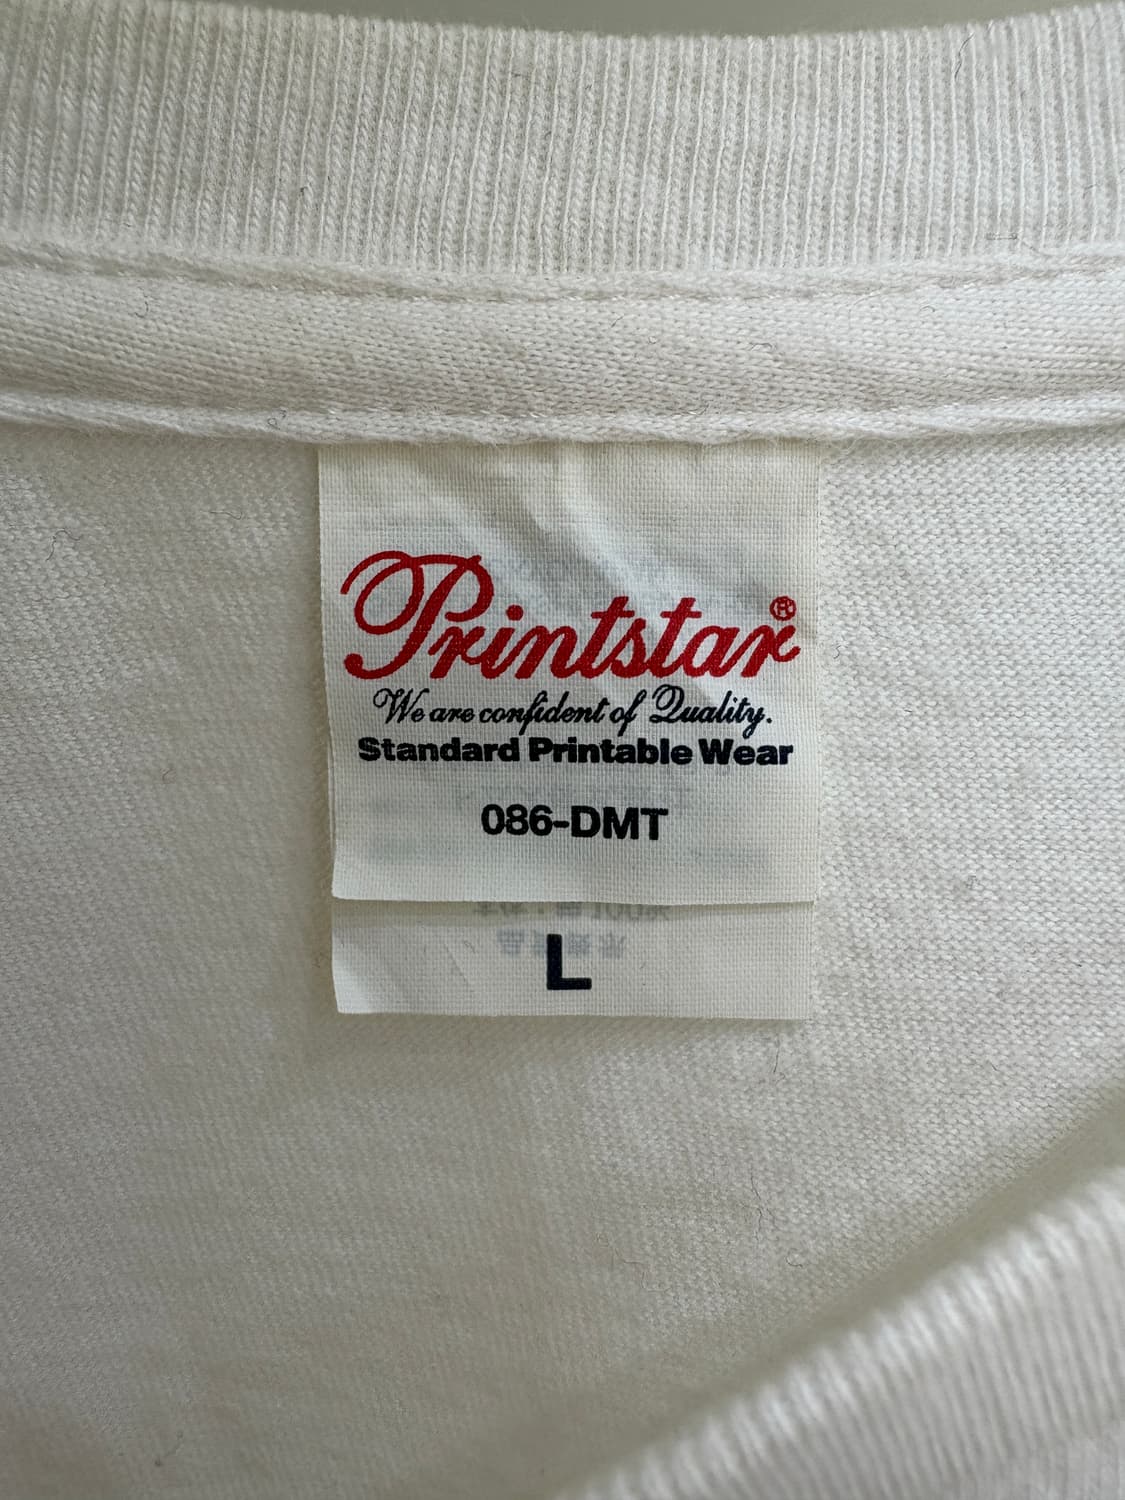 Printstar®
We are confident of Quality.
Standard Printable Wear
086-DMT
L